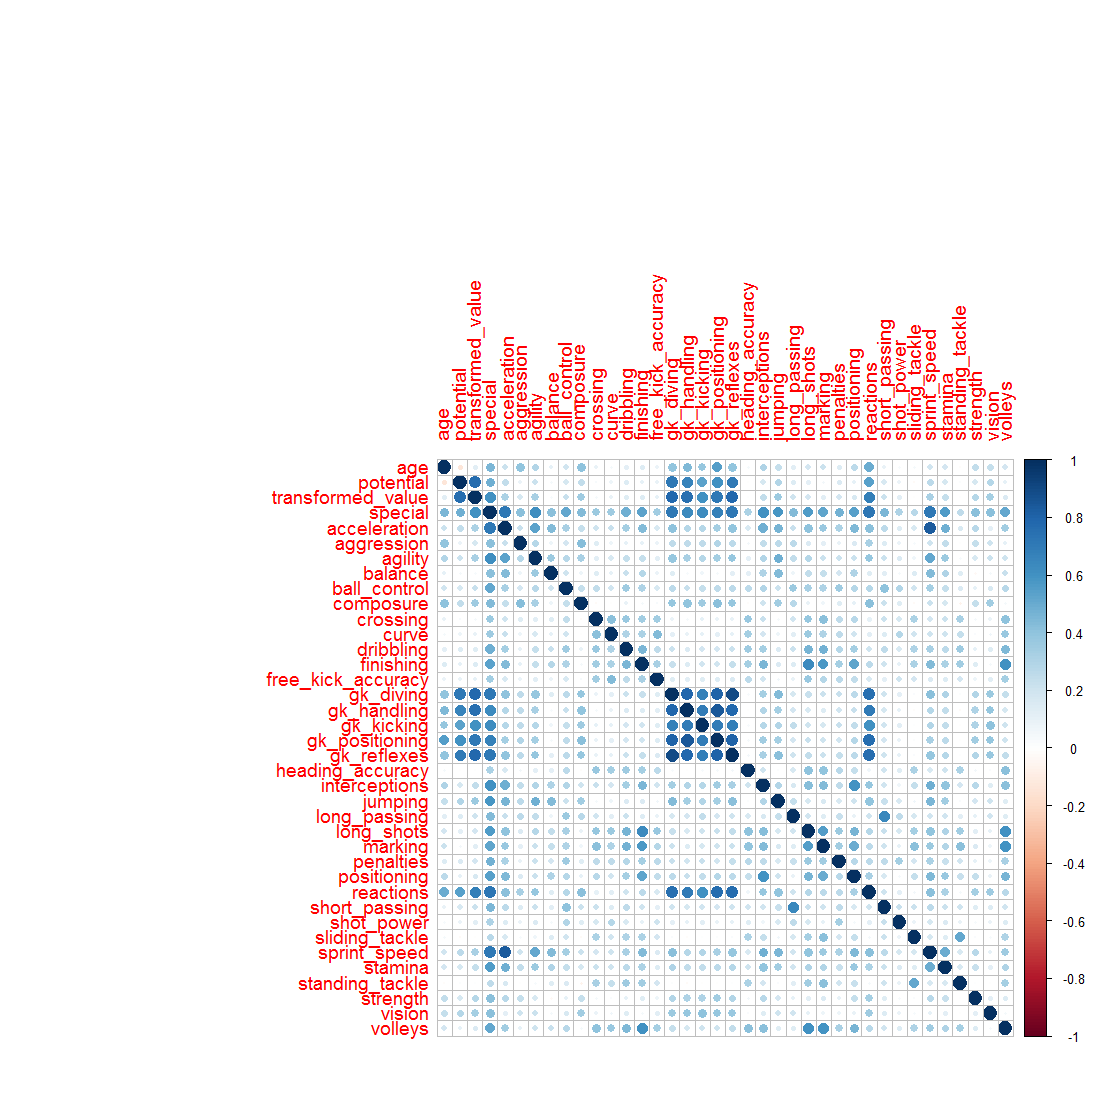 age
potential
transformed_value
special
acceleration
aggression
agility
balance
ball_control
composure
crossing
curve
dribbling
finishing
free_kick_accuracy
gk_diving
gk_handling
gk_kicking
gk_positioning
gk_reflexes
heading_accuracy
interceptions
jumping
long_passing
long_shots
marking
penalties
positioning
reactions
short_passing
shot_power
sliding_tackle
sprint_speed
stamina
standing_tackle
strength
vision
volleys
age
potential
transformed_value
special
acceleration
aggression
agility
balance
ball_control
composure
crossing
curve
dribbling
finishing
free_kick_accuracy
gk_diving
gk_handling
gk_kicking
gk_positioning
gk_reflexes
heading_accuracy
interceptions
jumping
long_passing
long_shots
marking
penalties
positioning
reactions
short_passing
shot_power
sliding_tackle
sprint_speed
stamina
standing_tackle
strength
vision
volleys
1
0.8
0.6
0.4
0.2
0
-0.2
-0.4
-0.6
-0.8
-1